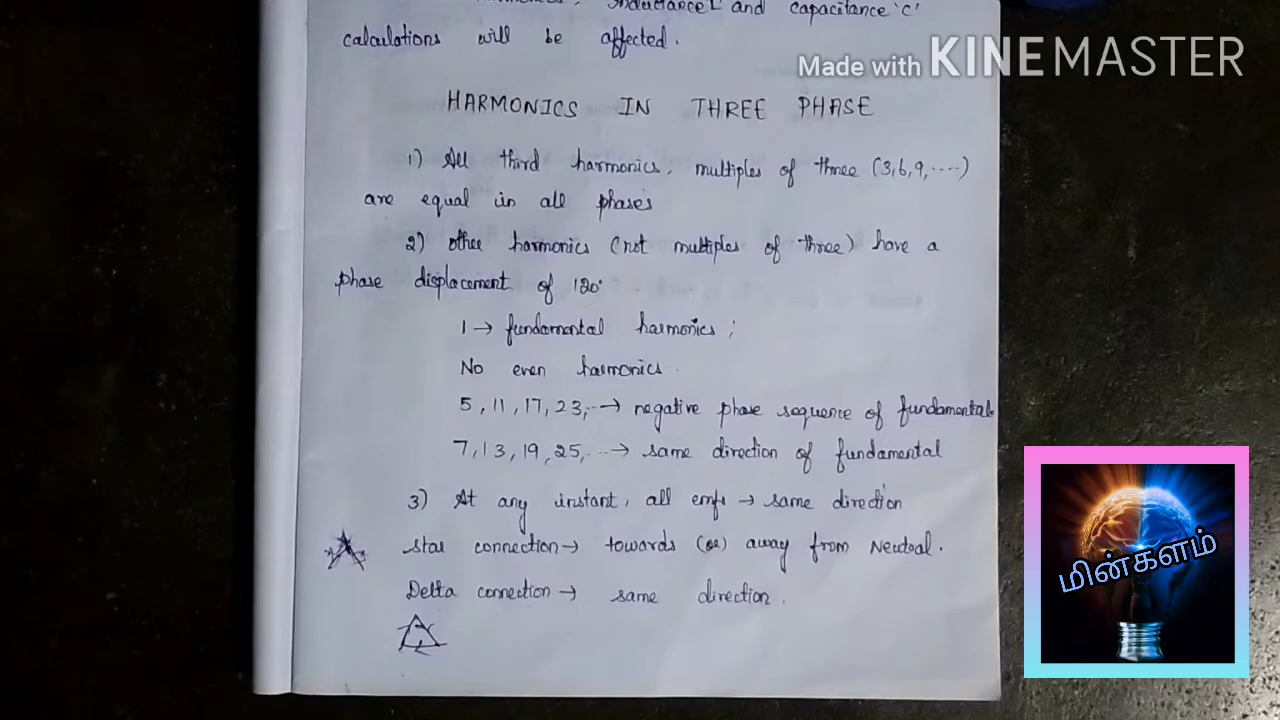 Inductance 'L' and capacitance 'C'
calculations will be affected.
Made with KINEMASTER
HARMONICS IN THREE PHASE
1) All third harmonics, multiples of three (3,6,9,....)
are equal in all phases
2) other harmonics (not multiples of three) have a
phase displacement of 120°
1 → fundamental harmonics;
No even harmonics.
5, 11, 17, 23, ..→ negative phase sequence of fundamental.
7, 13, 19, 25, ...→ same direction of fundamental
3) At any instant, all emfs → same direction
Star connection → towards (or) away from Neutral.
Delta connection → same direction.
மின்களம்